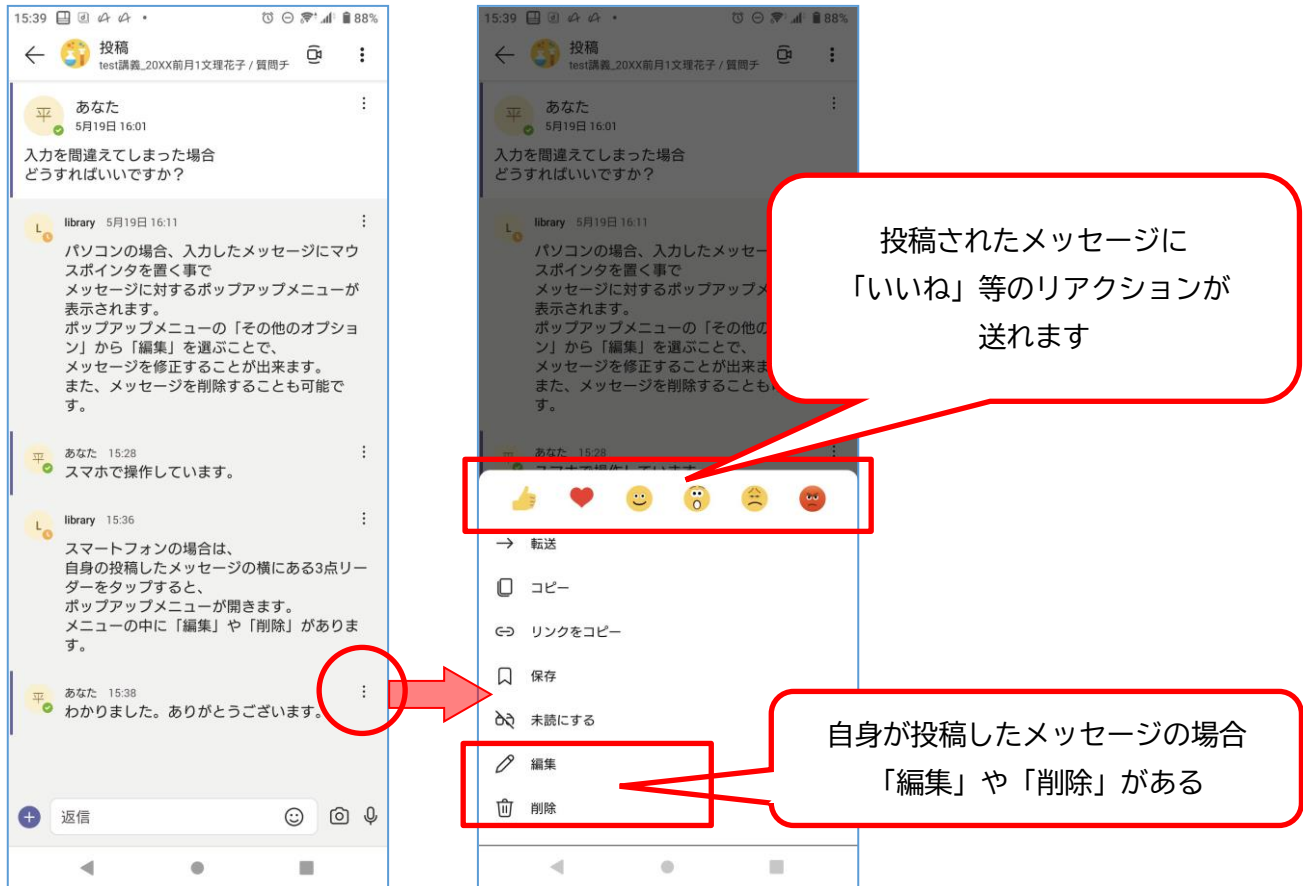 15:39
88%
投稿
test講義_20XX前月1文理花子 / 質問チ
平
あなた
5月19日 16:01
入力を間違えてしまった場合
どうすればいいですか？
L
library 5月19日 16:11
パソコンの場合、入力したメッセージにマウ
スポインタを置く事で
メッセージに対するポップアップメニューが
表示されます。
ポップアップメニューの「その他のオプショ
ン」から「編集」を選ぶことで、
メッセージを修正することが出来ます。
また、メッセージを削除することも可能で
す。
平
あなた 15:28
スマホで操作しています。
L
library 15:36
スマートフォンの場合は、
自身の投稿したメッセージの横にある3点リー
ダーをタップすると、
ポップアップメニューが開きます。
メニューの中に「編集」や「削除」がありま
す。
平
あなた 15:38
わかりました。ありがとうございます。
返信
15:39
88%
投稿
test講義_20XX前月1文理花子 / 質問チ
平
あなた
5月19日 16:01
入力を間違えてしまった場合
どうすればいいですか？
L
library 5月19日 16:11
パソコンの場合、入力したメッセー
スポインタを置く事で
メッセージに対するポップアップメ
表示されます。
ポップアップメニューの「その他の
ン」から「編集」を選ぶことで、
メッセージを修正することが出来ま
また、メッセージを削除することも
す。
あなた 15:28
スマホで操作しています。
転送
コピー
リンクをコピー
保存
未読にする
編集
削除
投稿されたメッセージに
「いいね」等のリアクションが
送れます
自身が投稿したメッセージの場合
「編集」や「削除」がある